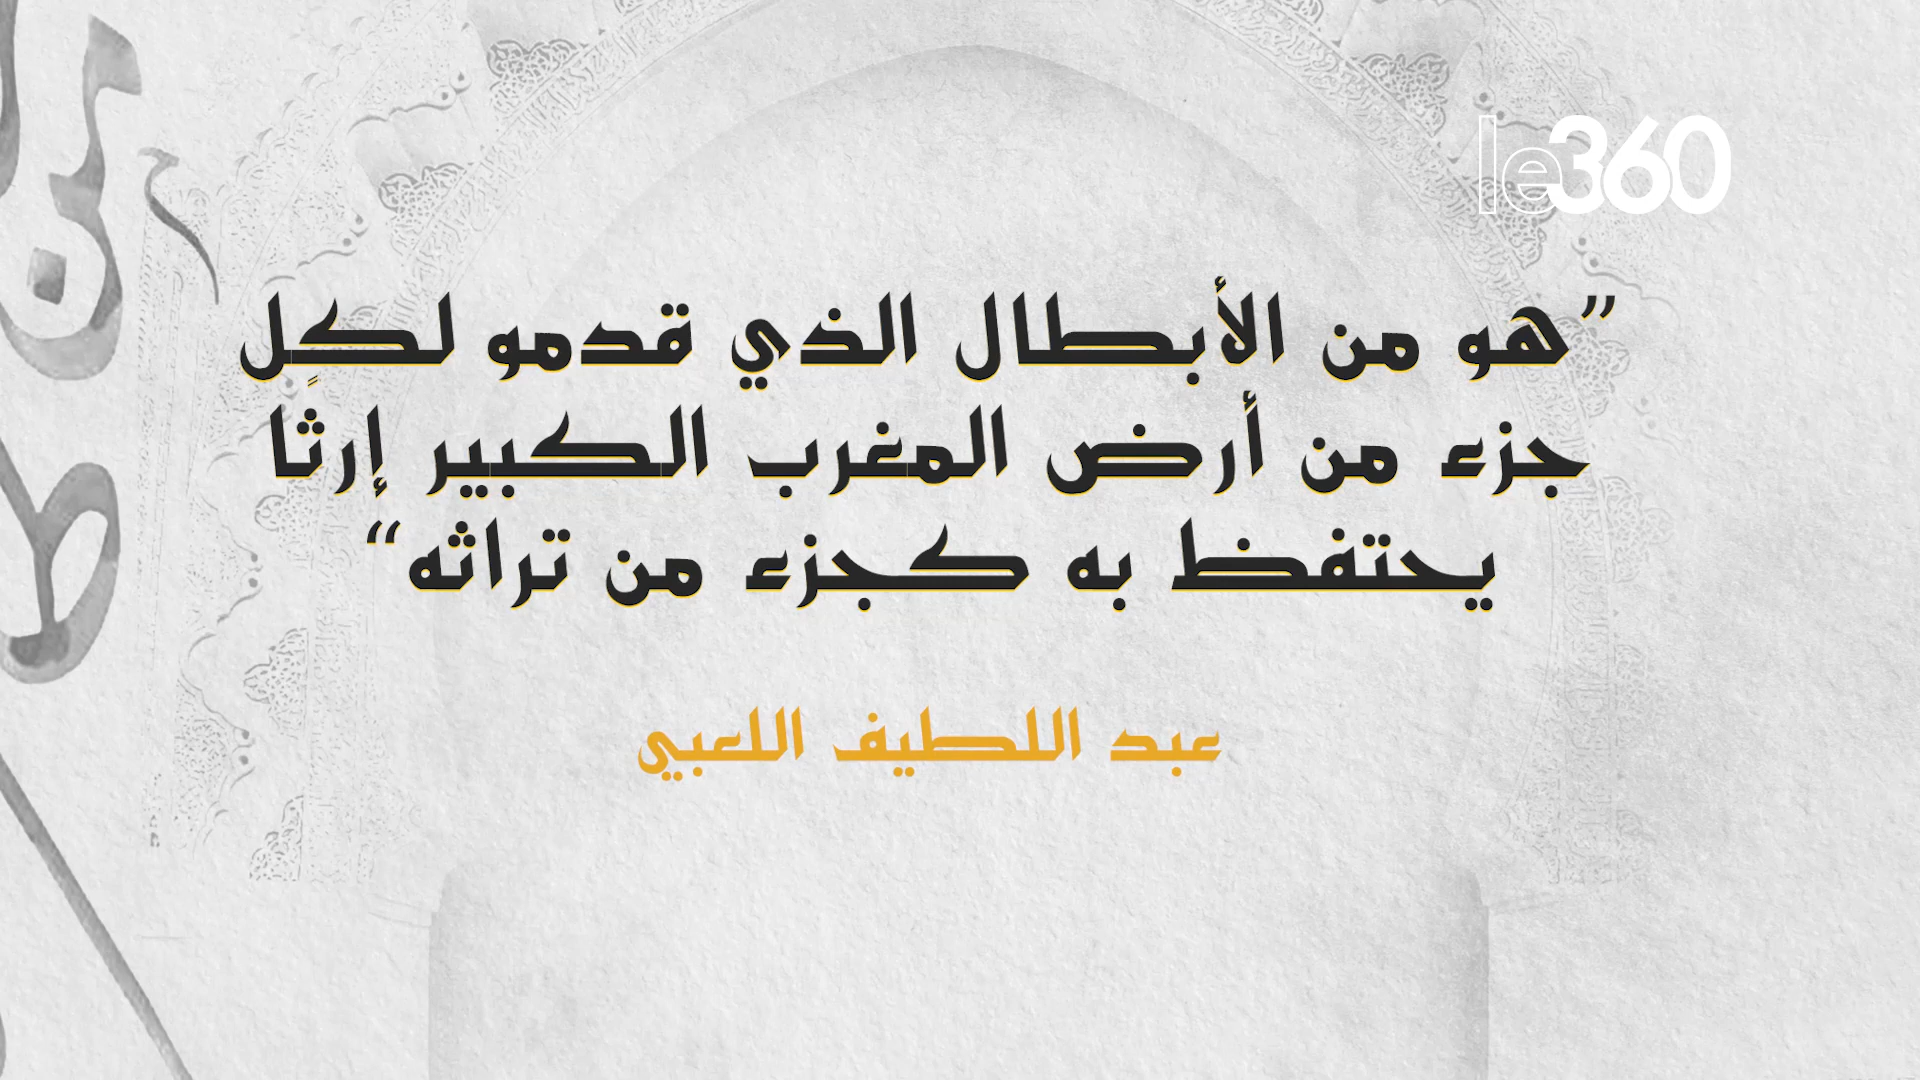 le360
”هو من الأبطال الذي قدمو لكل
جزء من أرض المغرب الكبير إرثًا
يحتفظ به كجزء من تراثه“
عبد اللطيف اللعبي